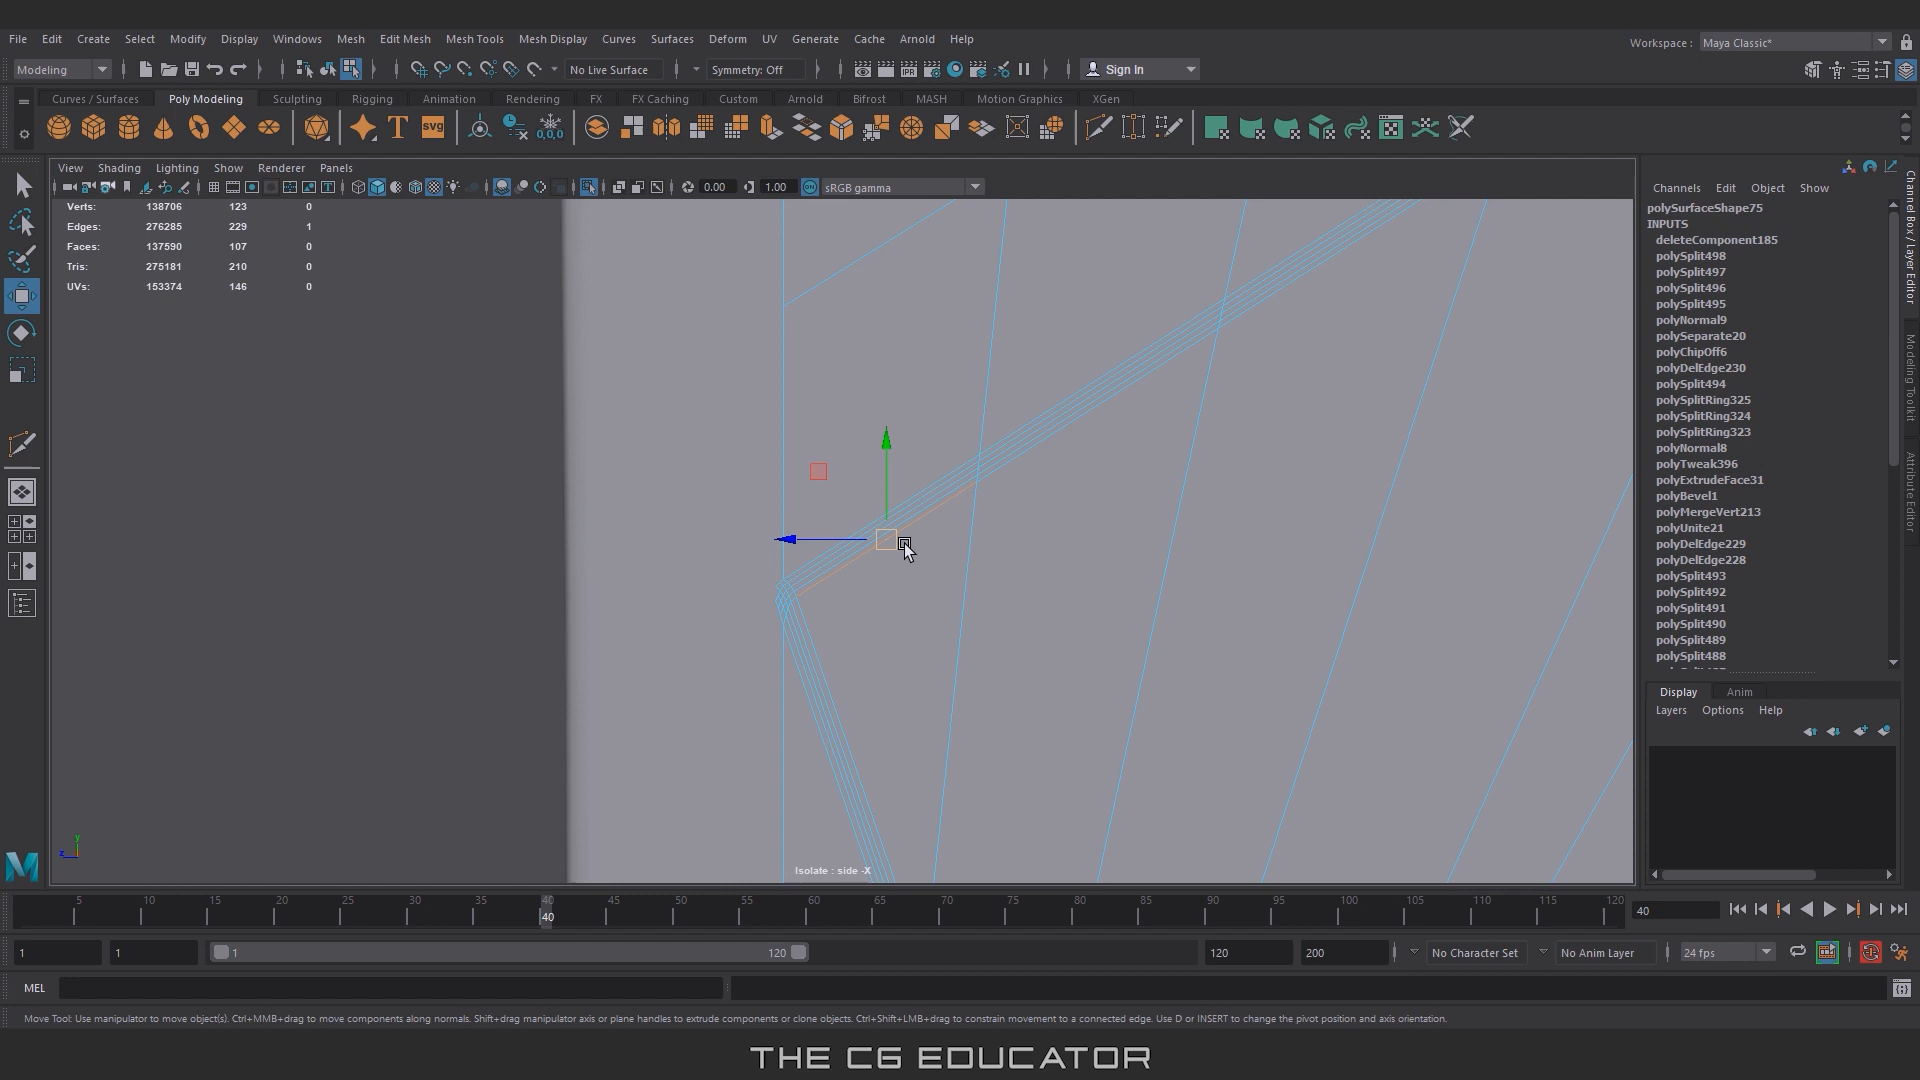 File Edit Create Select Modify Display Windows Mesh Edit Mesh Mesh Tools Mesh Display Curves Surfaces Deform UV Generate Cache Arnold Help
Workspace : Maya Classic*
Modeling No Live Surface Symmetry: Off Sign In
Curves / Surfaces Poly Modeling Sculpting Rigging Animation Rendering FX FX Caching Custom Arnold Bifrost MASH Motion Graphics XGen
View Shading Lighting Show Renderer Panels
0.00 1.00 sRGB gamma
Verts: 138706 123 0
Edges: 276285 229 1
Faces: 137590 107 0
Tris: 275181 210 0
UVs: 153374 146 0
Isolate : side -X
Channels Edit Object Show
polySurfaceShape75
INPUTS
deleteComponent185
polySplit498
polySplit497
polySplit496
polySplit495
polyNormal9
polySeparate20
polyChipOff6
polyDelEdge230
polySplit494
polySplitRing325
polySplitRing324
polySplitRing323
polyNormal8
polyTweak396
polyExtrudeFace31
polyBevel1
polyMergeVert213
polyUnite21
polyDelEdge229
polyDelEdge228
polySplit493
polySplit492
polySplit491
polySplit490
polySplit489
polySplit488
Channel Box / Layer Editor
Modeling Toolkit
Attribute Editor
Display Anim
Layers Options Help
5 10 15 20 25 30 35 40 45 50 55 60 65 70 75 80 85 90 95 100 105 110 115 120
40 40
1 1 1 120 120 200 No Character Set No Anim Layer 24 fps
MEL
Move Tool: Use manipulator to move object(s). Ctrl+MMB+drag to move components along normals. Shift+drag manipulator axis or plane handles to extrude components or clone objects. Ctrl+Shift+LMB+drag to constrain movement to a connected edge. Use D or INSERT to change the pivot position and axis orientation.
THE CG EDUCATOR